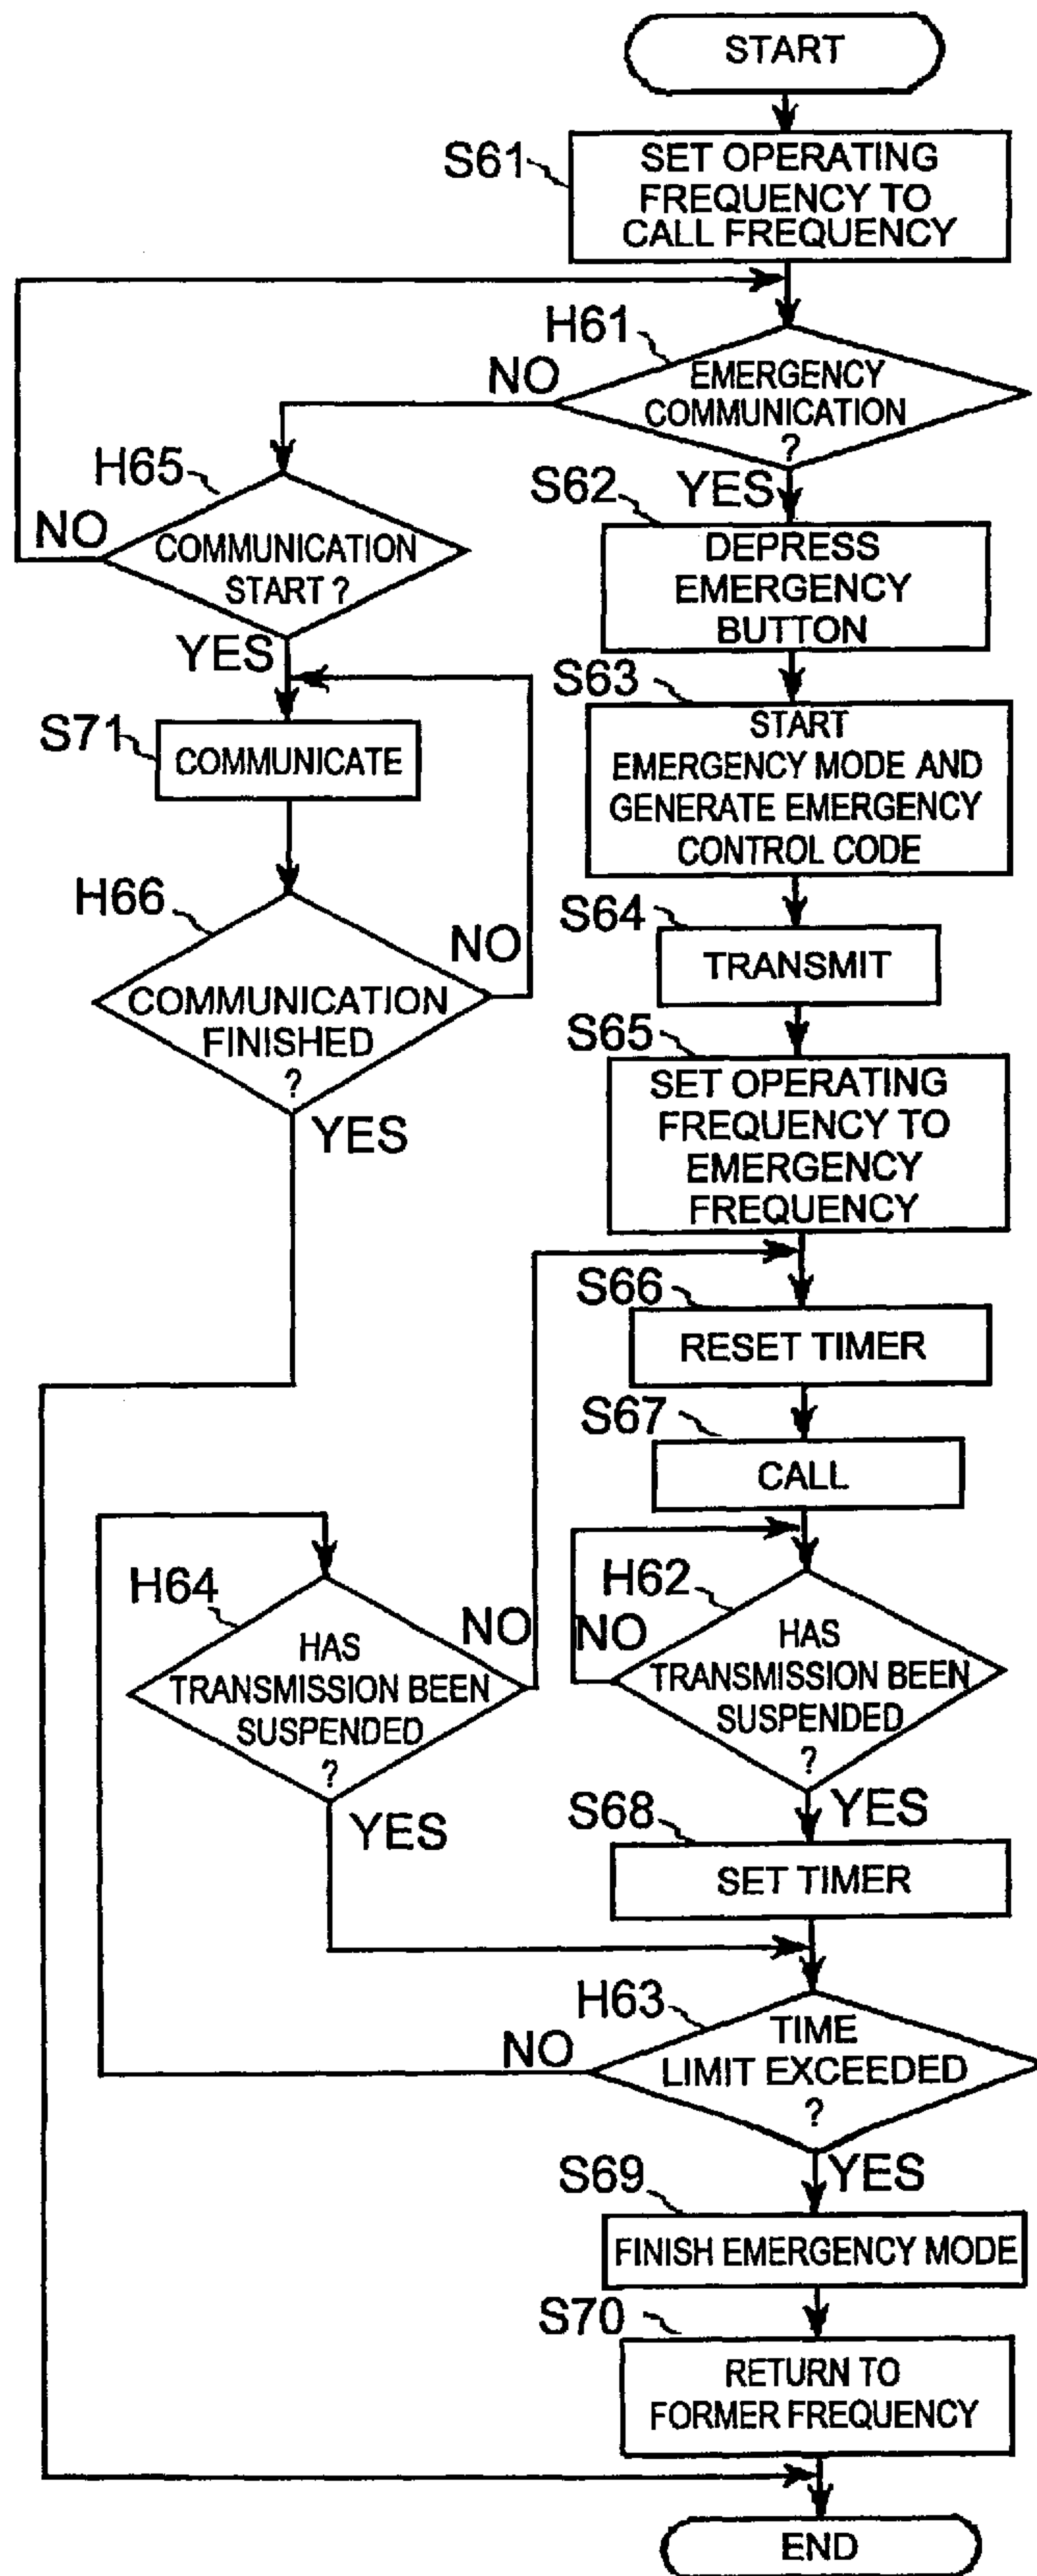 START
S61
SET OPERATING
FREQUENCY TO
CALL FREQUENCY
H61
NO
EMERGENCY
COMMUNICATION
?
YES
H65
NO
COMMUNICATION
START ?
YES
S62
DEPRESS
EMERGENCY
BUTTON
S63
START
EMERGENCY MODE AND
GENERATE EMERGENCY
CONTROL CODE
S71
COMMUNICATE
H66
NO
COMMUNICATION
FINISHED
?
YES
S64
TRANSMIT
S65
SET OPERATING
FREQUENCY TO
EMERGENCY
FREQUENCY
S66
RESET TIMER
S67
CALL
H64
NO
HAS
TRANSMISSION BEEN
SUSPENDED
?
YES
H62
NO
HAS
TRANSMISSION BEEN
SUSPENDED
?
YES
S68
SET TIMER
H63
NO
TIME
LIMIT EXCEEDED
?
YES
S69
FINISH EMERGENCY MODE
S70
RETURN TO
FORMER FREQUENCY
END